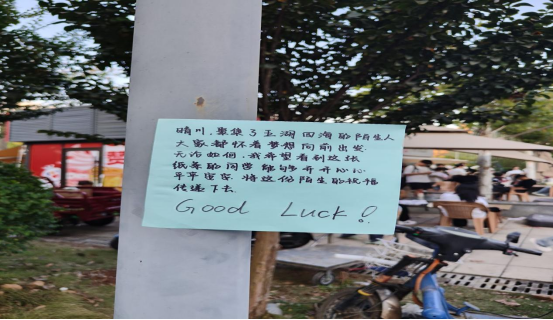 晴川,聚集了五湖四海的陌生人
大家都怀着梦想向前出发.
无论如何,我希望看到这张
纸条的同学能够开开心心
平平安安.将这份陌生的祝福
传递下去
Good Luck!